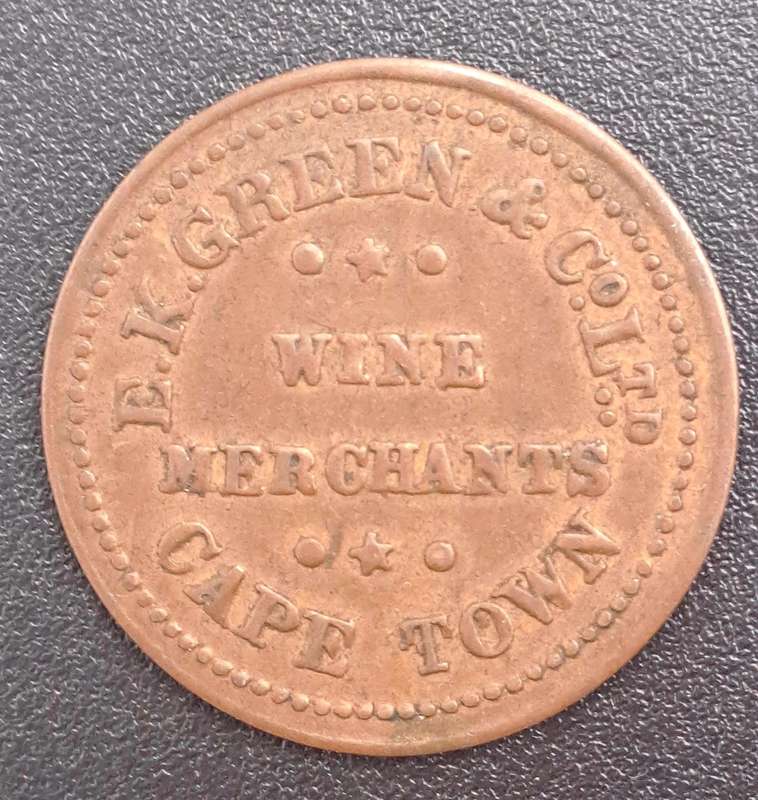 E.K. GREEN & Co. LTD
WINE
MERCHANTS
CAPE TOWN